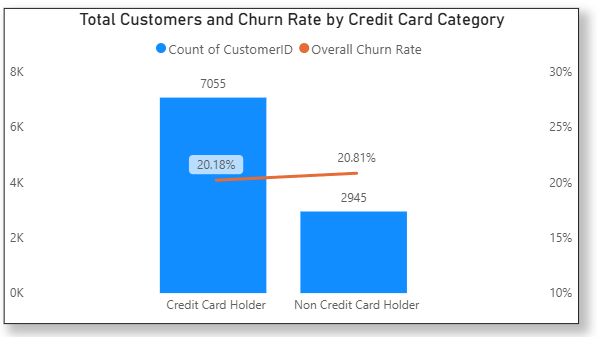 Total Customers and Churn Rate by Credit Card Category
Count of CustomerID Overall Churn Rate
8K 7055 30%
6K 25%
20.18% 20.81%
4K 20%
2945
2K 15%
0K 10%
Credit Card Holder Non Credit Card Holder